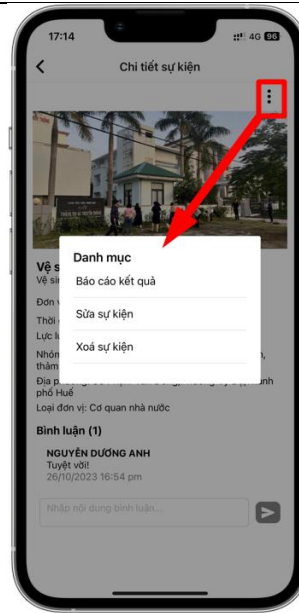 17:14
4G 96
Chi tiết sự kiện
Danh mục
Báo cáo kết quả
Sửa sự kiện
Xoá sự kiện
Vệ s
Vệ si
Đơn v
Thời
Lực l
Nhóm
thăm
phố Huế
Loại đơn vị: Cơ quan nhà nước
Bình luận (1)
NGUYỄN DƯƠNG ANH
Tuyệt vời!
26/10/2023 16:54 pm
Nhập nội dung bình luận...